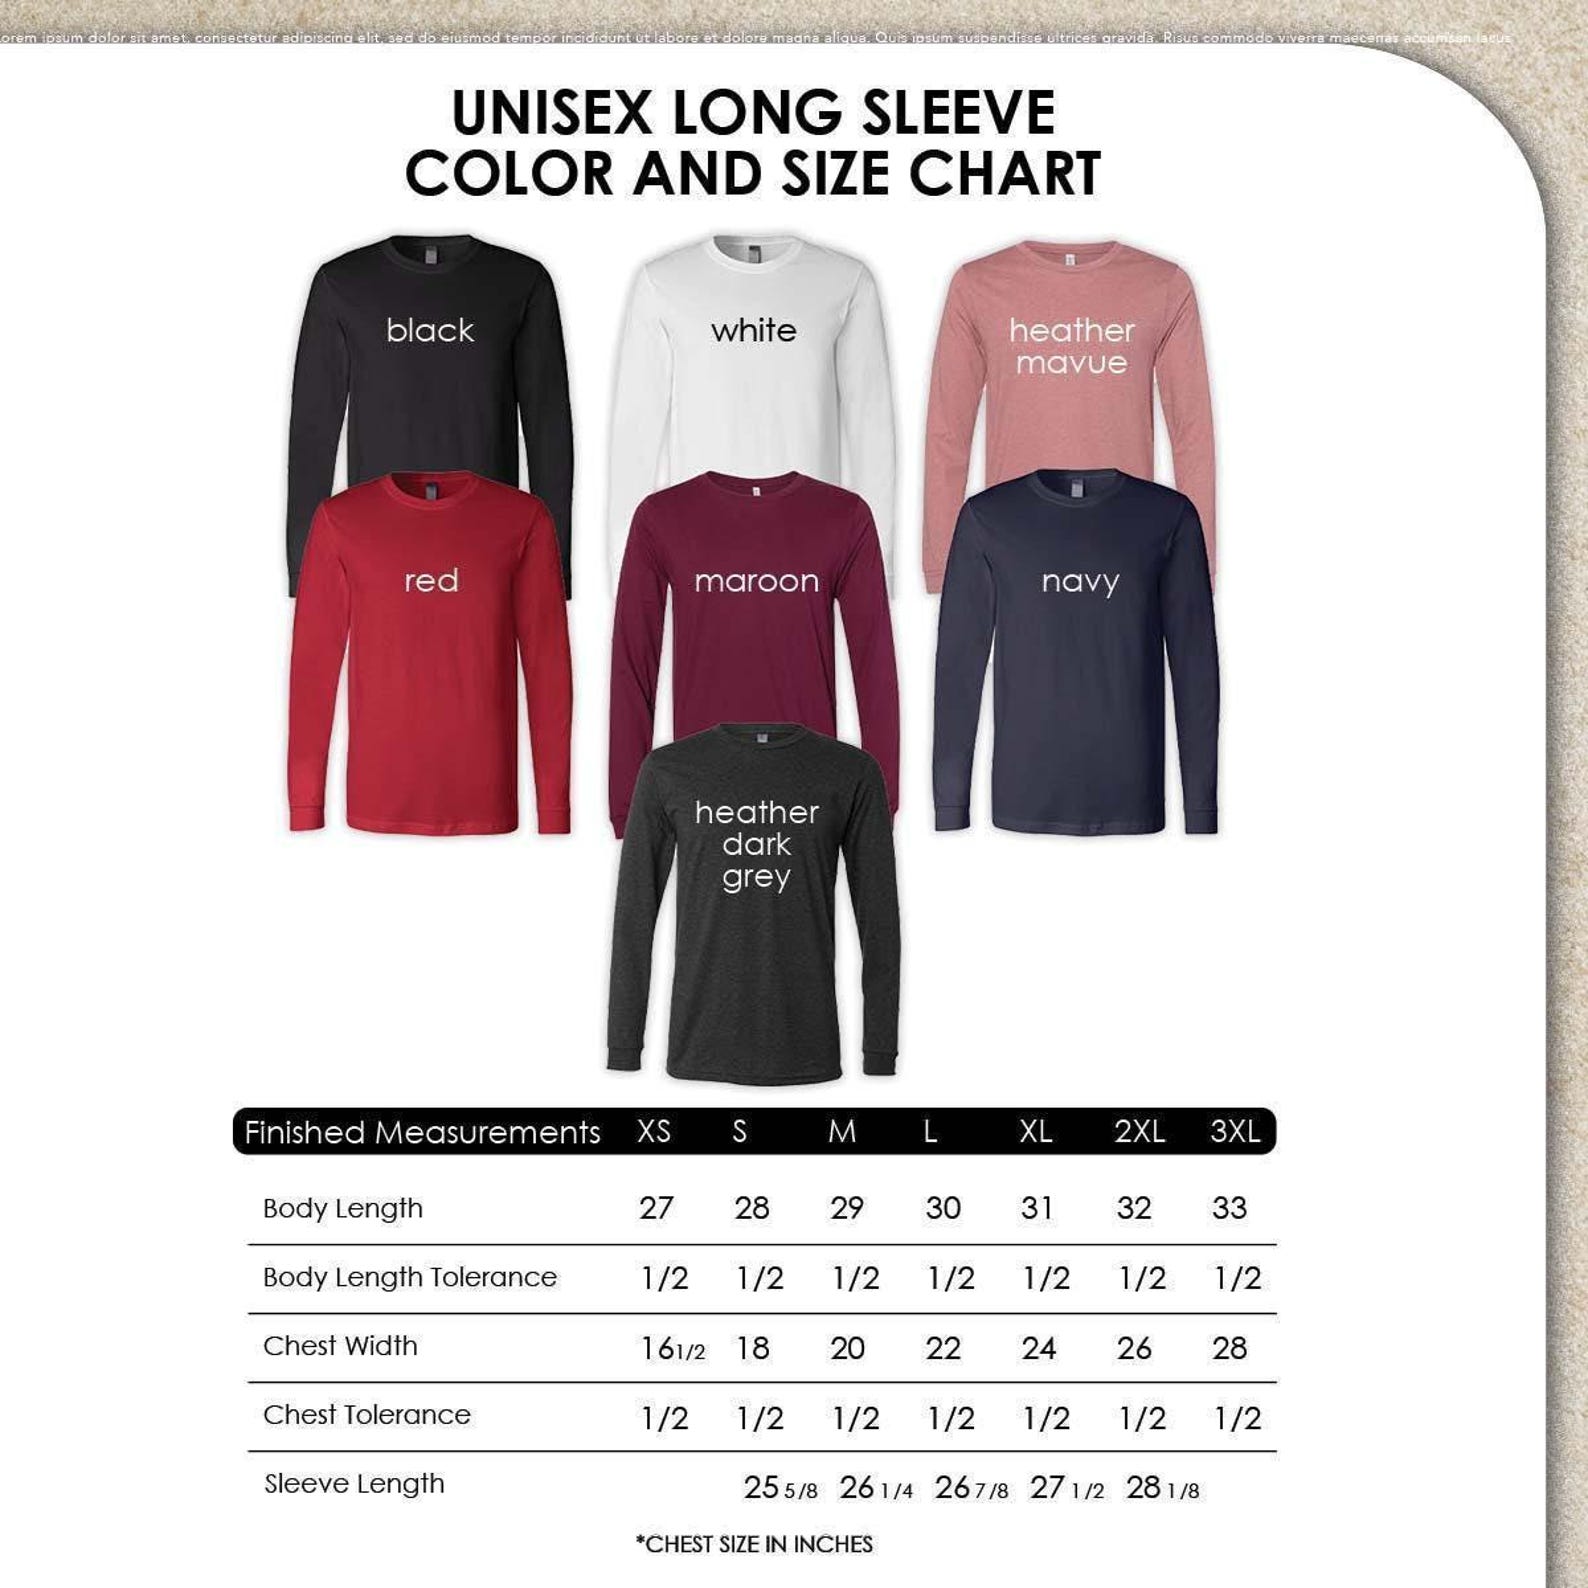 orem ipsum dolor sit amet, consectetur adipiscing elit, sed do eiusmod tempor incididunt ut labore et dolore magna aliqua. Quis ipsum suspendisse ultrices gravida. Risus commodo viverra maecenas accumsan lacus
UNISEX LONG SLEEVE
COLOR AND SIZE CHART
black
white
heather
mavue
red
maroon
navy
heather
dark
grey
Finished Measurements XS S M L XL 2XL 3XL
Body Length 27 28 29 30 31 32 33
Body Length Tolerance 1/2 1/2 1/2 1/2 1/2 1/2 1/2
Chest Width 16 1/2 18 20 22 24 26 28
Chest Tolerance 1/2 1/2 1/2 1/2 1/2 1/2 1/2
Sleeve Length 25 5/8 26 1/4 26 7/8 27 1/2 28 1/8
*CHEST SIZE IN INCHES